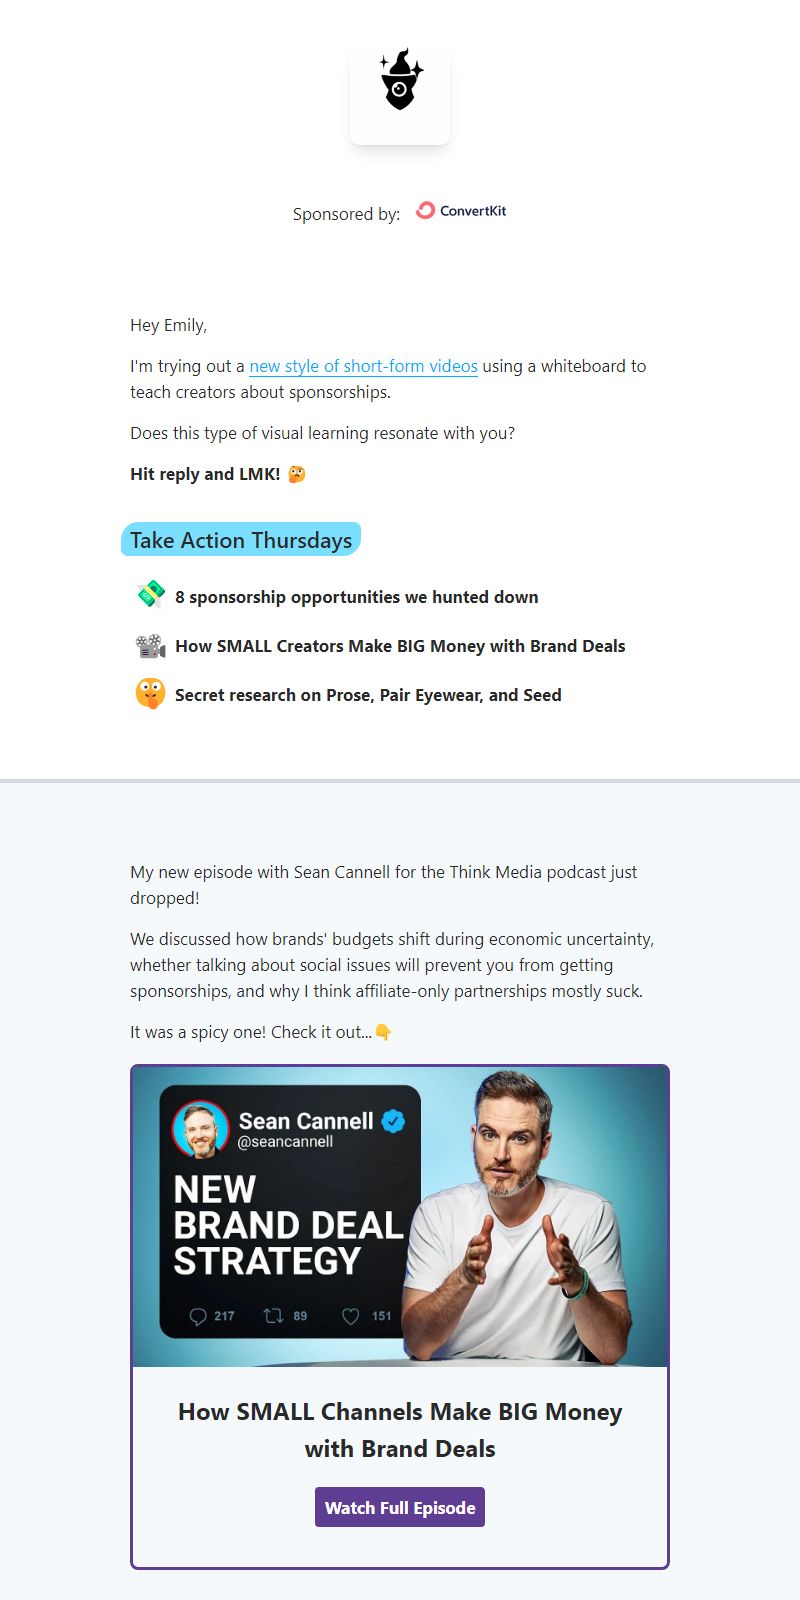 Sponsored by: ConvertKit
Hey Emily,
I'm trying out a new style of short-form videos using a whiteboard to
teach creators about sponsorships.
Does this type of visual learning resonate with you?
Hit reply and LMK! 🤔
Take Action Thursdays
💸 8 sponsorship opportunities we hunted down
📽️ How SMALL Creators Make BIG Money with Brand Deals
🤫 Secret research on Prose, Pair Eyewear, and Seed
My new episode with Sean Cannell for the Think Media podcast just
dropped!
We discussed how brands' budgets shift during economic uncertainty,
whether talking about social issues will prevent you from getting
sponsorships, and why I think affiliate-only partnerships mostly suck.
It was a spicy one! Check it out...👇
Sean Cannell
@seancannell
NEW
BRAND DEAL
STRATEGY
217 89 151
How SMALL Channels Make BIG Money
with Brand Deals
Watch Full Episode